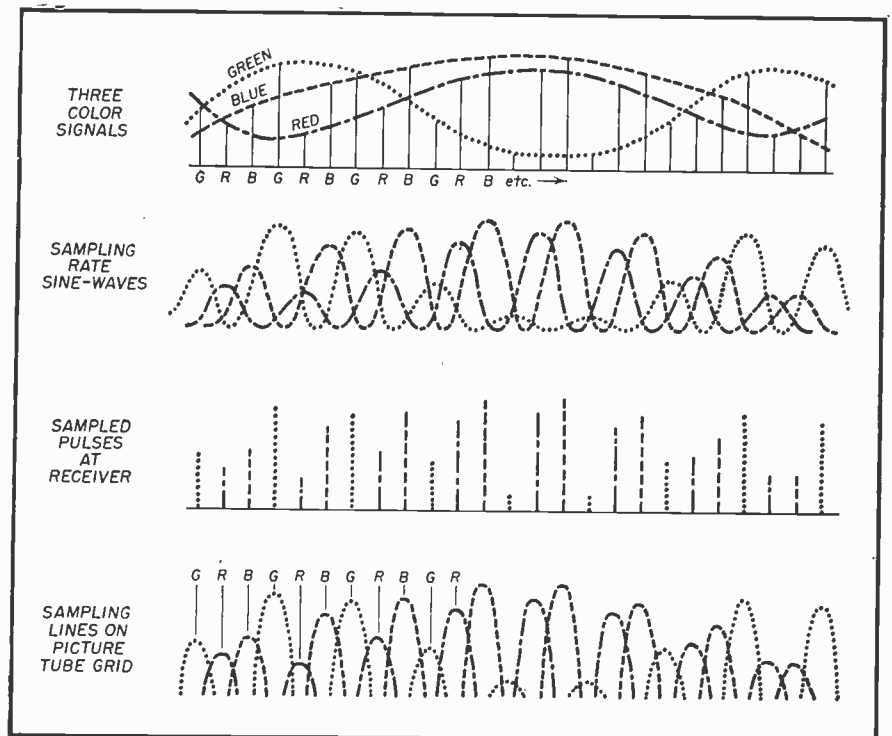 THREE
COLOR
SIGNALS
GREEN
BLUE
RED
G R B G R B G R B G R B etc.
SAMPLING
RATE
SINE-WAVES
SAMPLED
PULSES
AT
RECEIVER
G R B G R B G R B G R
SAMPLING
LINES ON
PICTURE
TUBE GRID